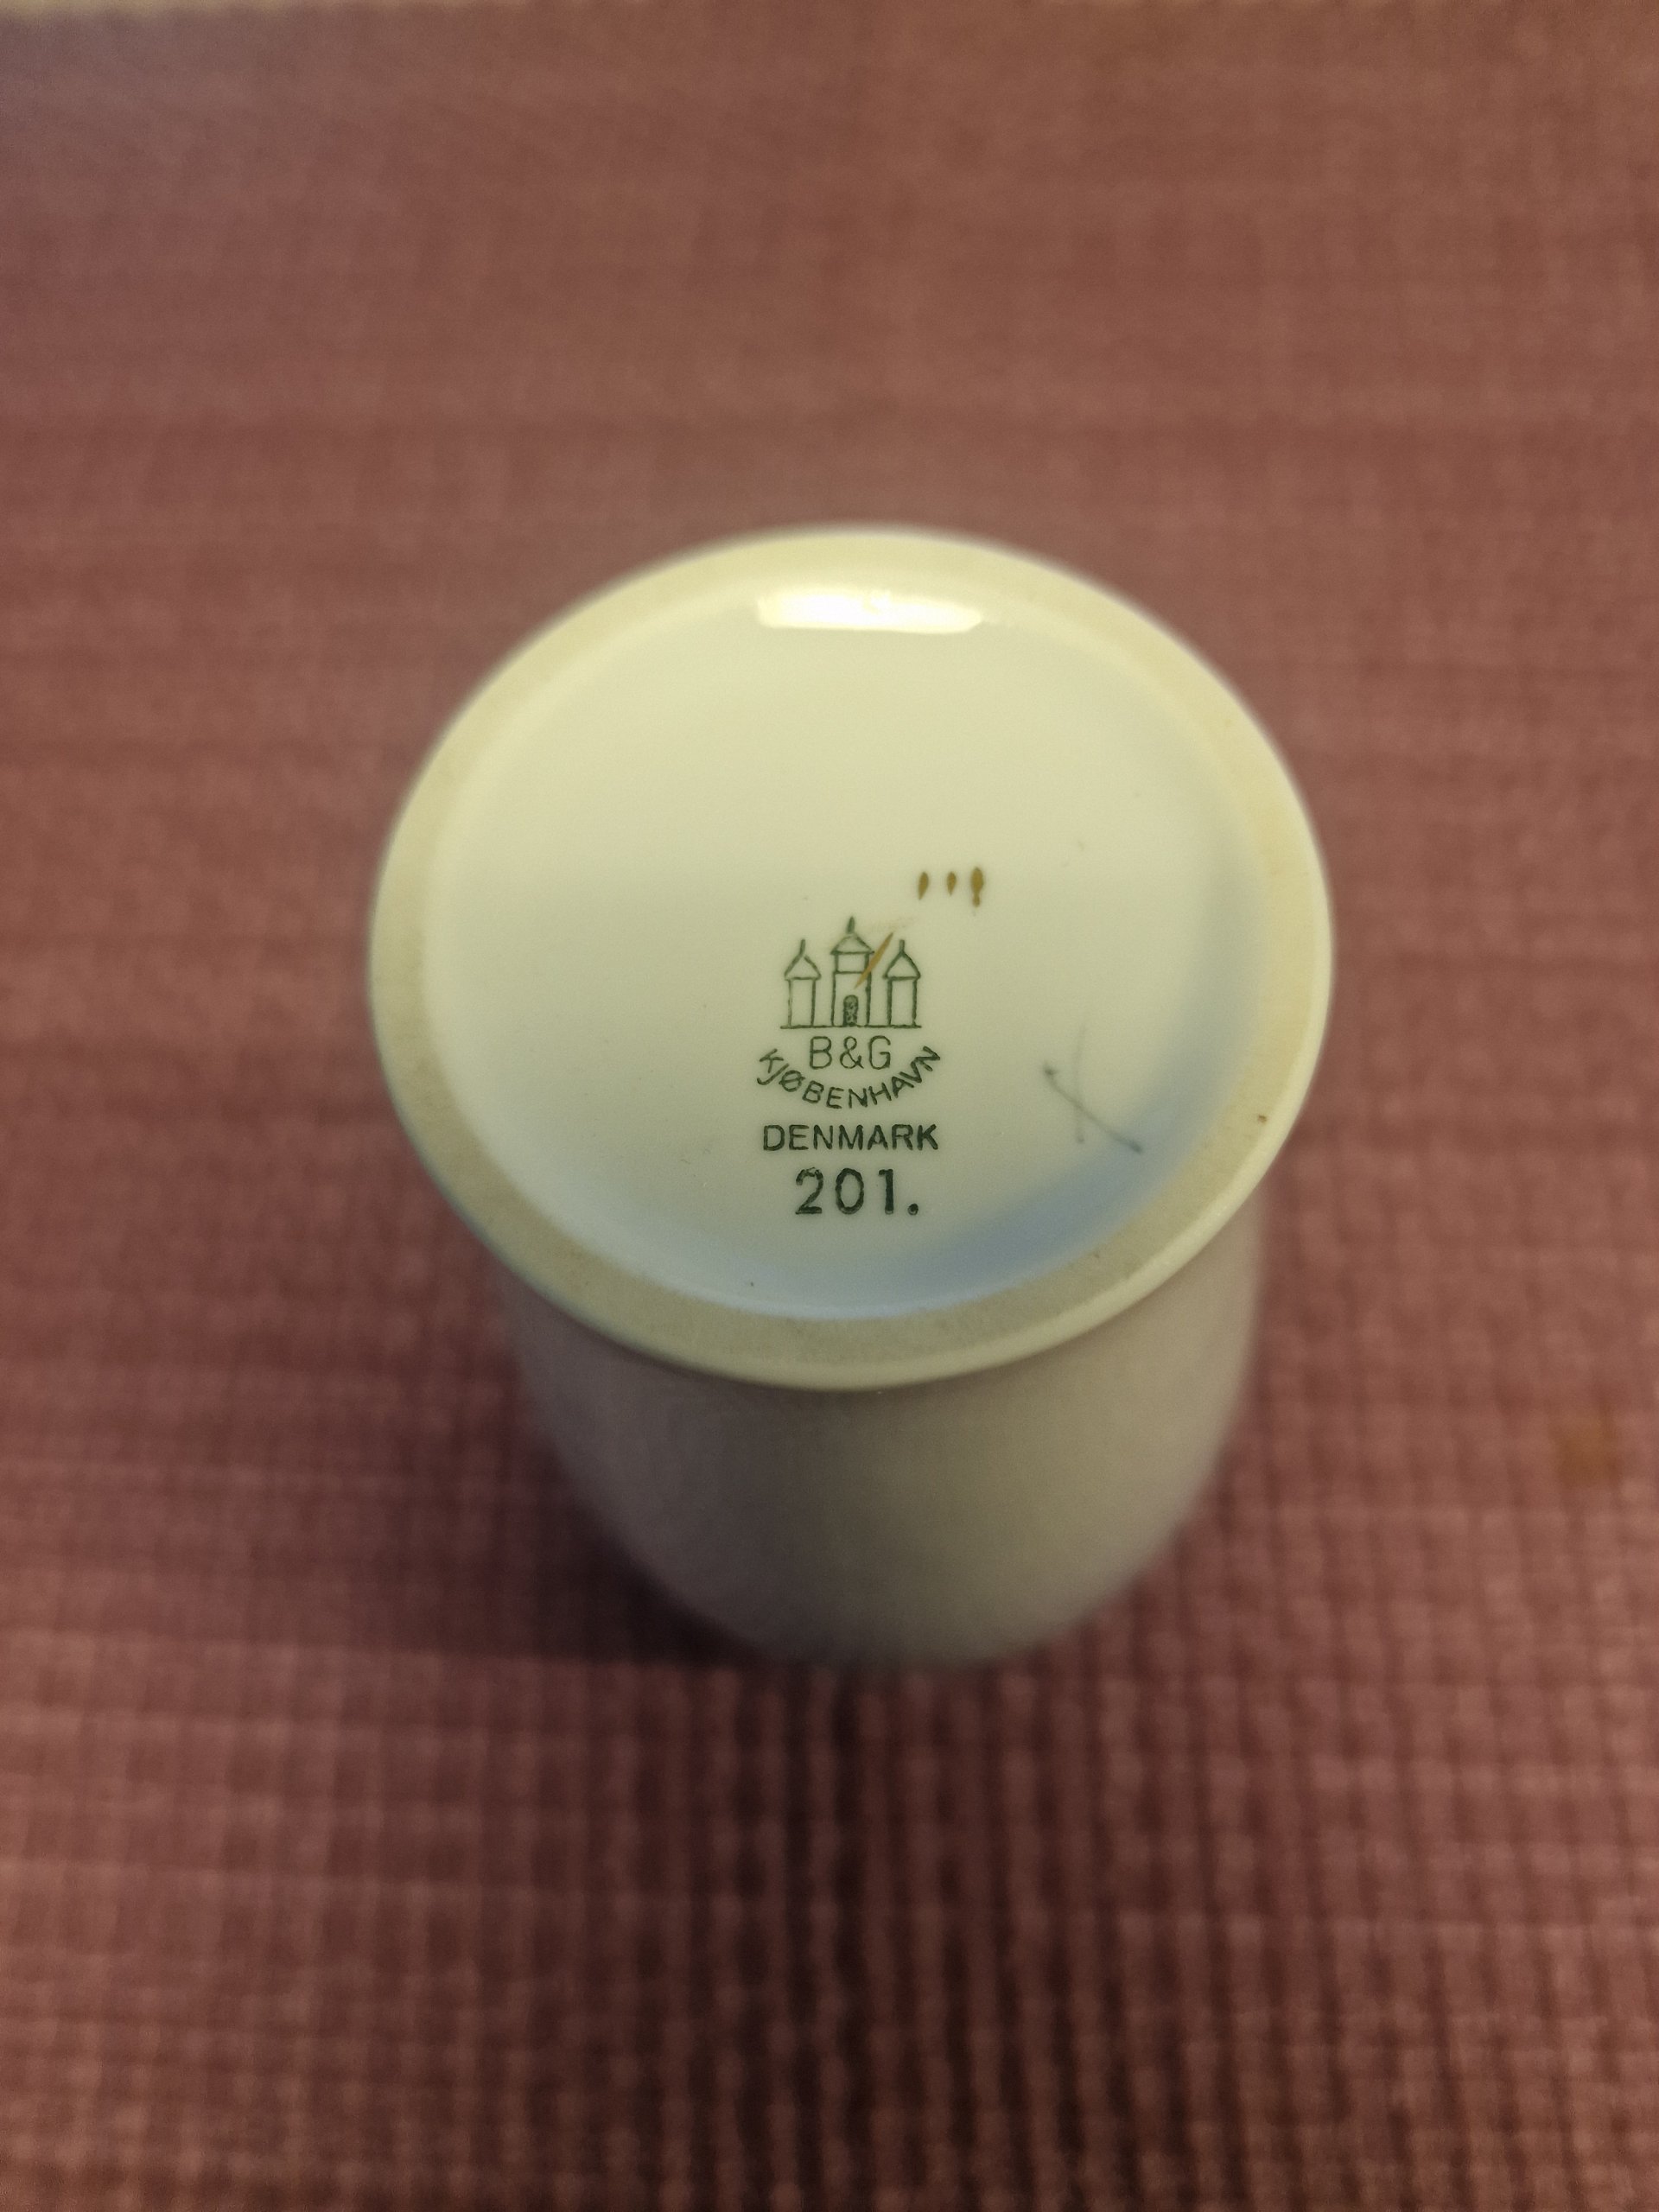 B&G
KJØBENHAVN
DENMARK
201.